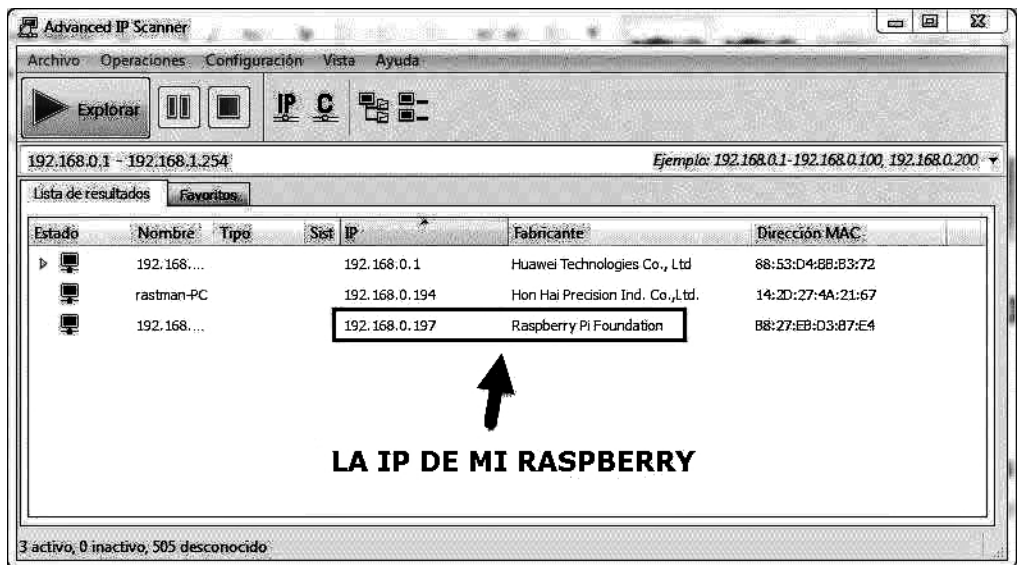 Advanced IP Scanner
Archivo Operaciones Configuración Vista Ayuda
Explorar IP C
192.168.0.1 - 192.168.1.254 Ejemplo: 192.168.0.1-192.168.0.100, 192.168.0.200
Lista de resultados Favoritos
Estado Nombre Tipo Sist IP Fabricante Dirección MAC
192.168.... 192.168.0.1 Huawei Technologies Co., Ltd 88:53:D4:BB:B3:72
rastman-PC 192.168.0.194 Hon Hai Precision Ind. Co.,Ltd. 14:2D:27:4A:21:67
192.168.... 192.168.0.197 Raspberry Pi Foundation B8:27:EB:D3:B7:E4
LA IP DE MI RASPBERRY
3 activo, 0 inactivo, 505 desconocido